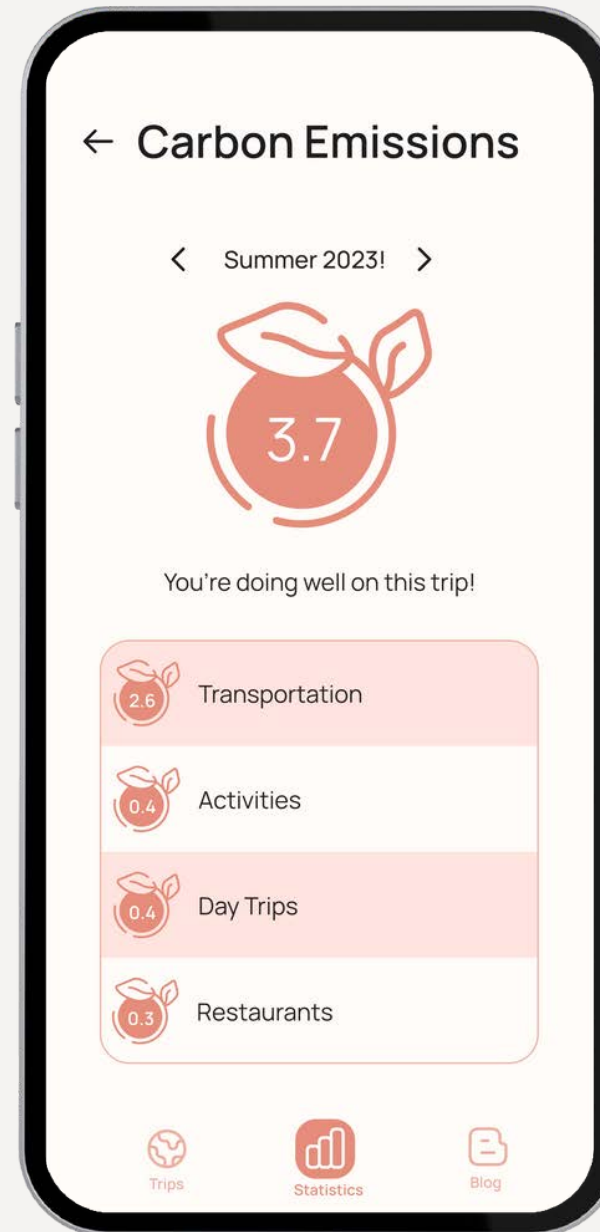 ← Carbon Emissions
< Summer 2023! >
3.7
You're doing well on this trip!
2.6 Transportation
0.4 Activities
0.4 Day Trips
0.3 Restaurants
Trips Statistics Blog